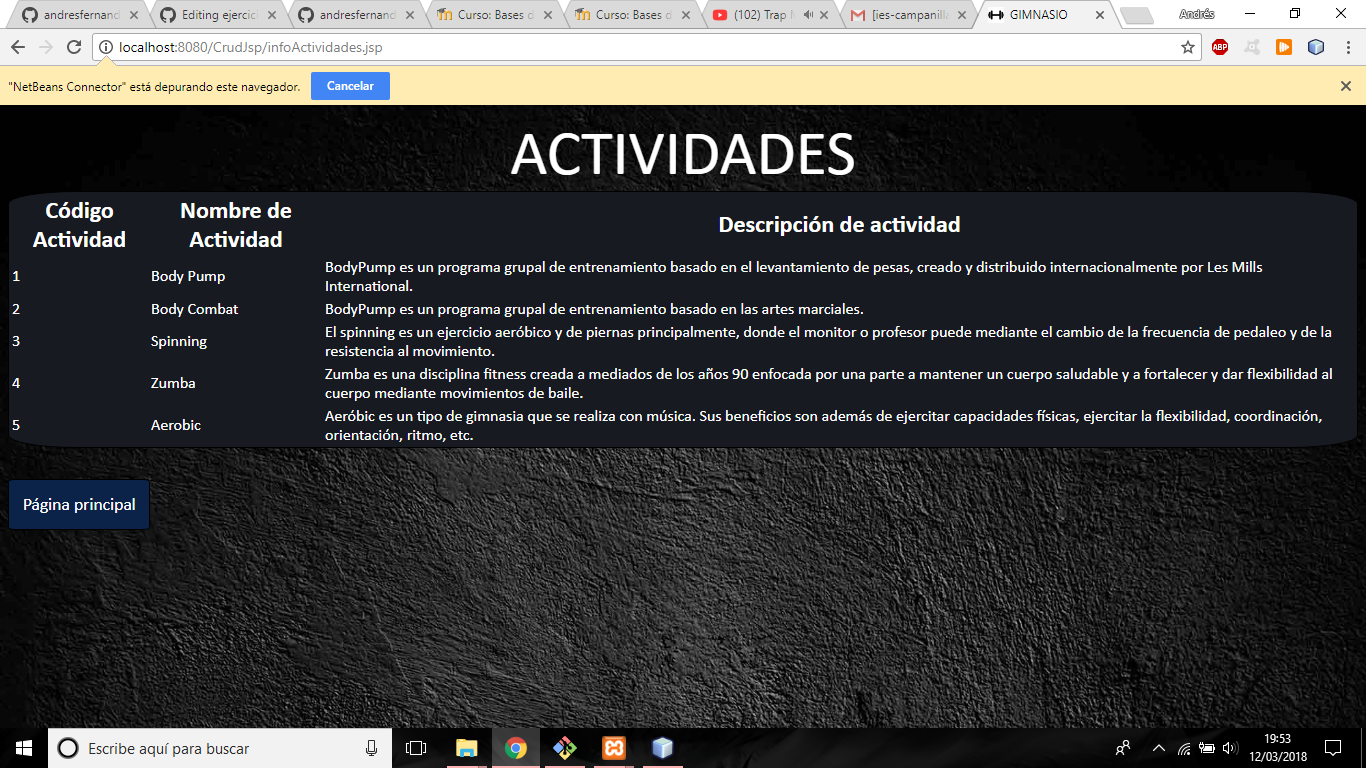 andresfernand
Editing ejercici
andresfernand
Curso: Bases d
Curso: Bases d
(102) Trap
[ies-campanilla
GIMNASIO
Andrés
localhost:8080/CrudJsp/infoActividades.jsp
ABP
"NetBeans Connector" está depurando este navegador.
Cancelar
ACTIVIDADES
Código
Actividad
Nombre de
Actividad
Descripción de actividad
1
Body Pump
BodyPump es un programa grupal de entrenamiento basado en el levantamiento de pesas, creado y distribuido internacionalmente por Les Mills
International.
2
Body Combat
BodyPump es un programa grupal de entrenamiento basado en las artes marciales.
3
Spinning
El spinning es un ejercicio aeróbico y de piernas principalmente, donde el monitor o profesor puede mediante el cambio de la frecuencia de pedaleo y de la
resistencia al movimiento.
4
Zumba
Zumba es una disciplina fitness creada a mediados de los años 90 enfocada por una parte a mantener un cuerpo saludable y a fortalecer y dar flexibilidad al
cuerpo mediante movimientos de baile.
5
Aerobic
Aeróbic es un tipo de gimnasia que se realiza con música. Sus beneficios son además de ejercitar capacidades físicas, ejercitar la flexibilidad, coordinación,
orientación, ritmo, etc.
Página principal
Escribe aquí para buscar
19:53
12/03/2018